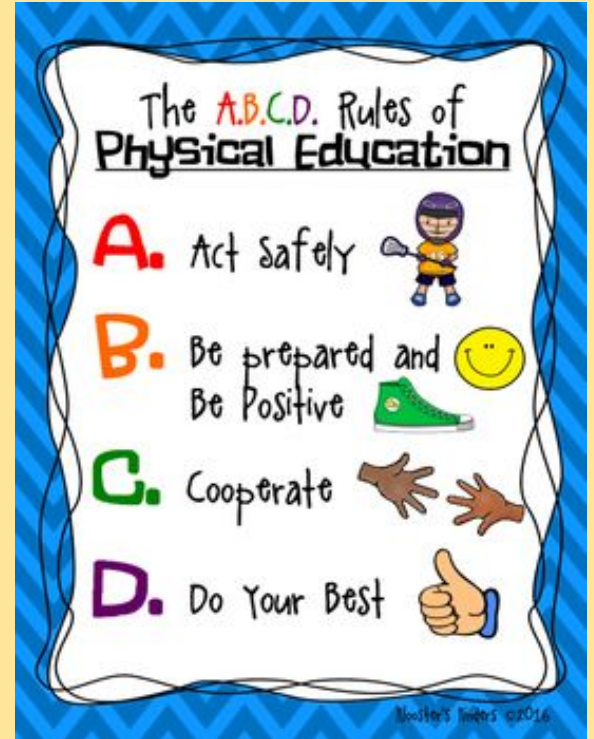 The A.B.C.D. Rules of
Physical Education
A. Act Safely
B. Be prepared and
Be Positive
C. Cooperate
D. Do Your Best
©2016